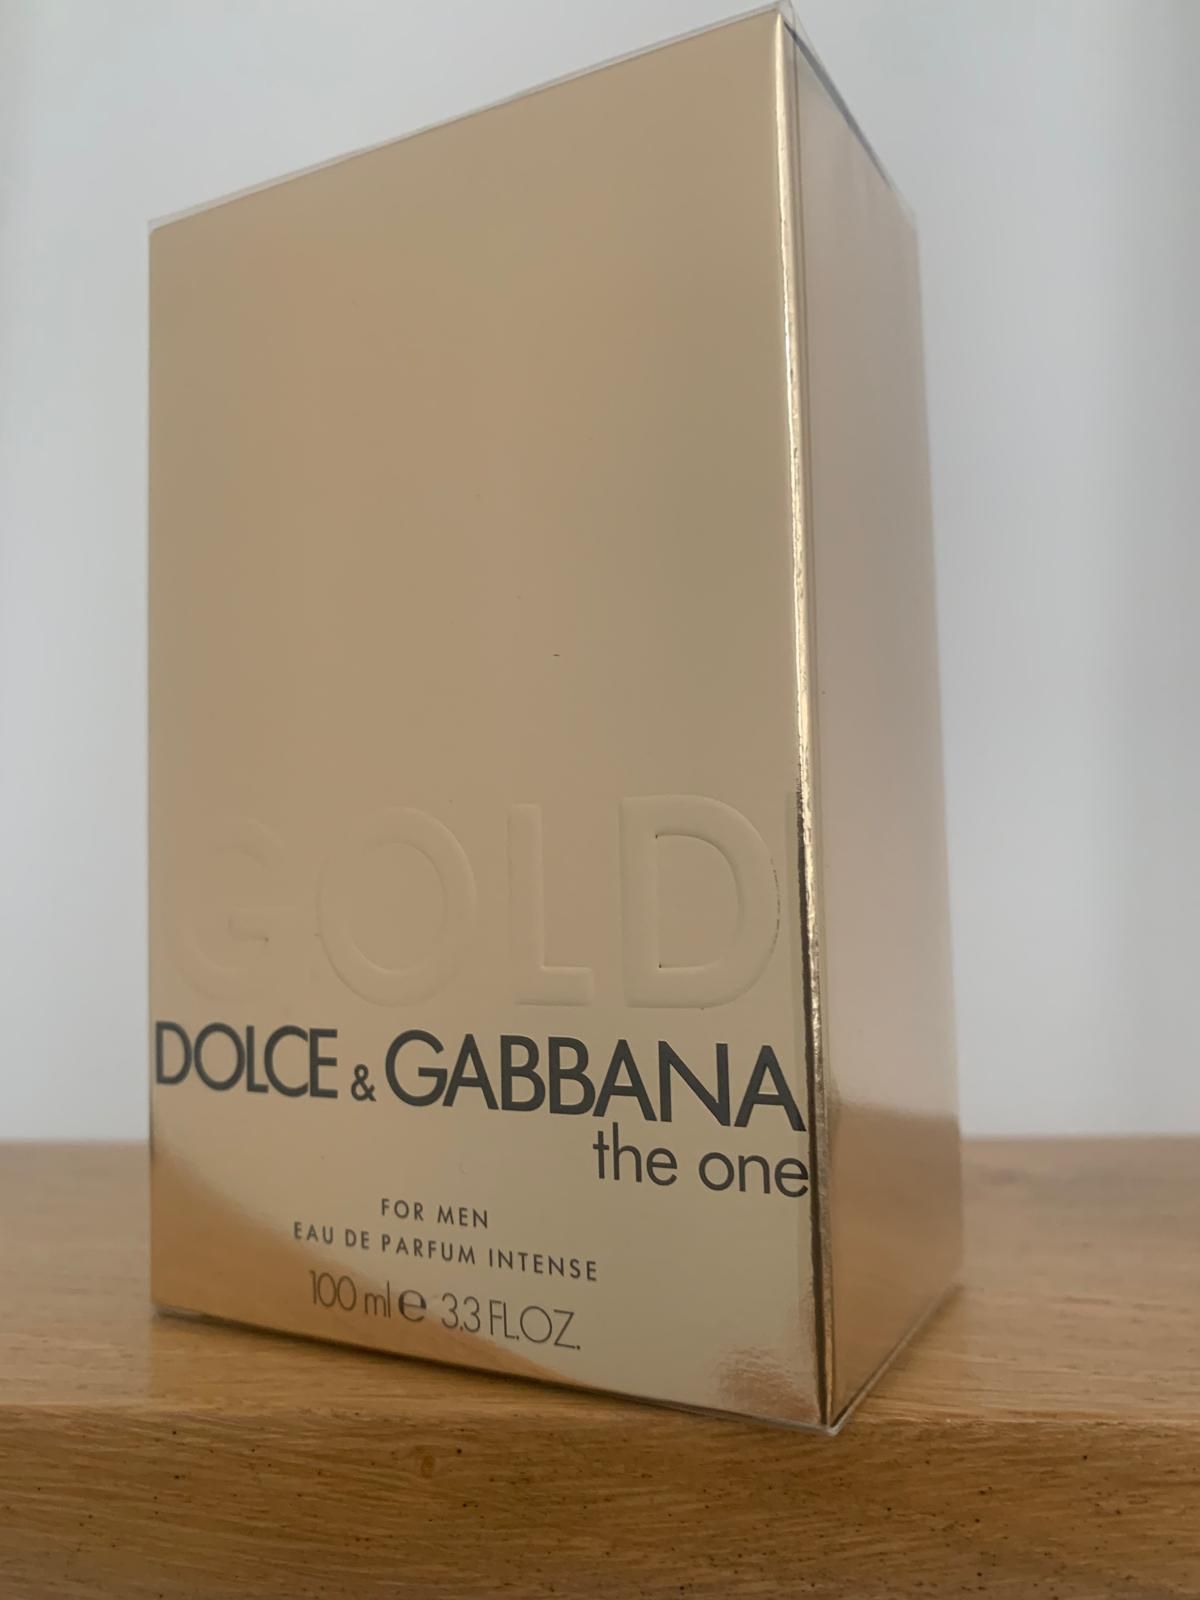 GOLD
DOLCE & GABBANA
the one
FOR MEN
EAU DE PARFUM INTENSE
100 ml e 3.3 FL.OZ.